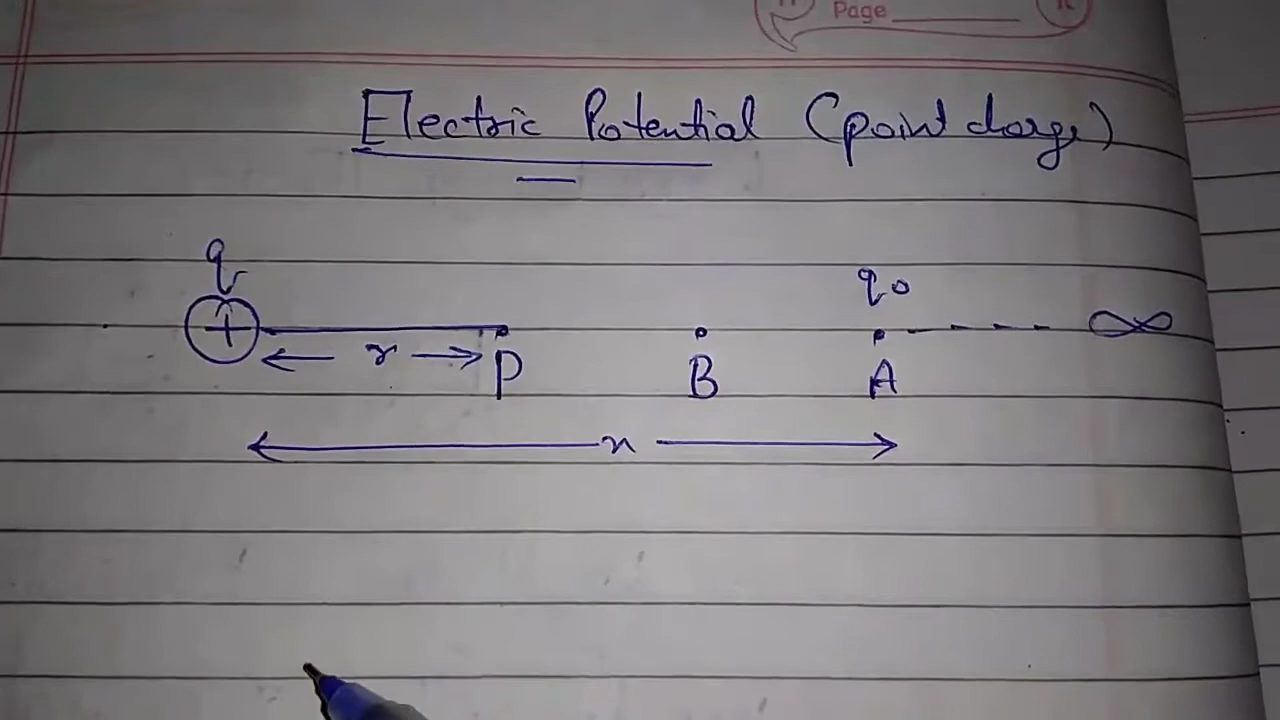 Page
Electric Potential (point charge)
q
q₀
+
∞
r
P
B
A
x